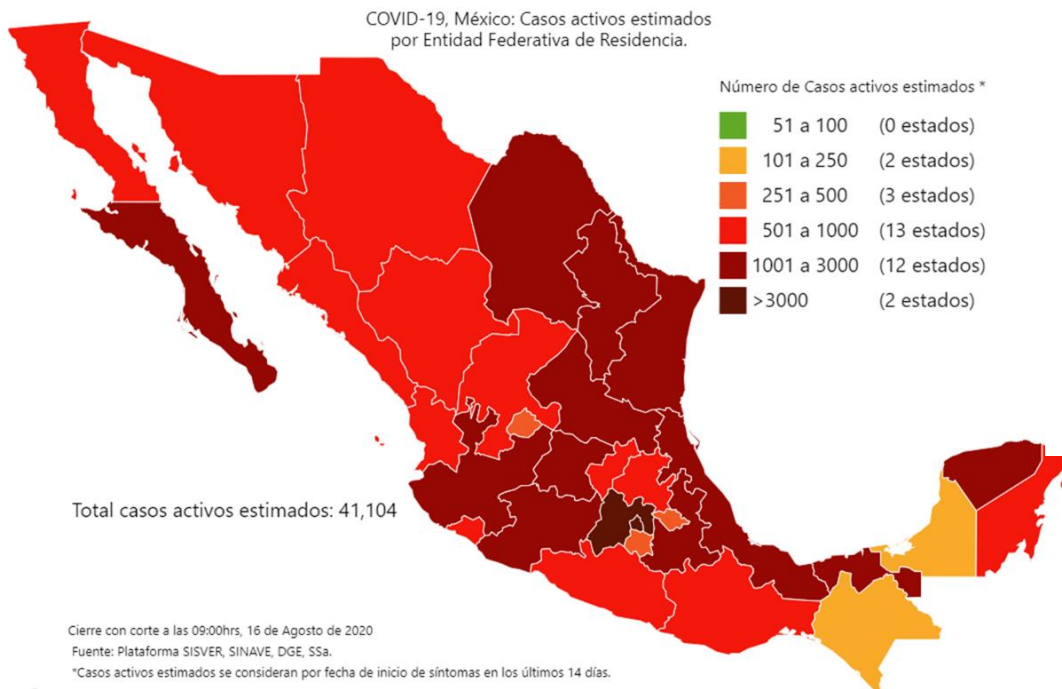 COVID-19, México: Casos activos estimados
por Entidad Federativa de Residencia.
Número de Casos activos estimados *
51 a 100 (0 estados)
101 a 250 (2 estados)
251 a 500 (3 estados)
501 a 1000 (13 estados)
1001 a 3000 (12 estados)
>3000 (2 estados)
Total casos activos estimados: 41,104
Cierre con corte a las 09:00hrs, 16 de Agosto de 2020
Fuente: Plataforma SISVER, SINAVE, DGE, SSa.
*Casos activos estimados se consideran por fecha de inicio de síntomas en los últimos 14 días.